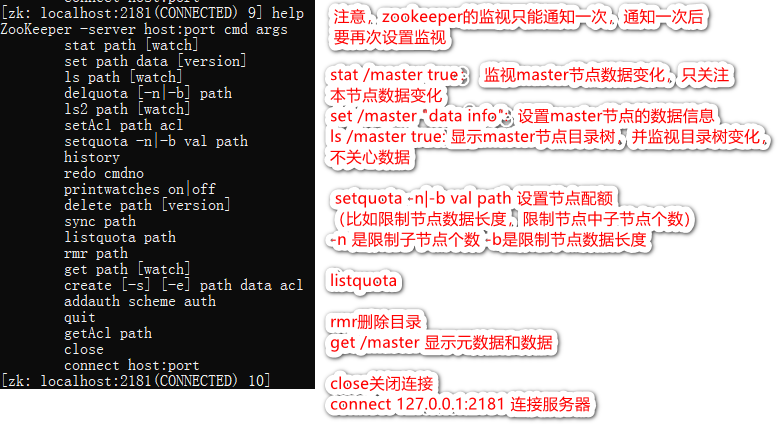 [zk: localhost:2181(CONNECTED) 9] help
ZooKeeper -server host:port cmd args
stat path [watch]
set path data [version]
ls path [watch]
delquota [-n|-b] path
ls2 path [watch]
setAcl path acl
setquota -n|-b val path
history
redo cmdno
printwatches on|off
delete path [version]
sync path
listquota path
rmr path
get path [watch]
create [-s] [-e] path data acl
addauth scheme auth
quit
getAcl path
close
connect host:port
[zk: localhost:2181(CONNECTED) 10]
注意。zookeeper的监视只能通知一次。通知一次后
要再次设置监视
stat /master true： 监视master节点数据变化。只关注
本节点数据变化
set /master "data info"：设置master节点的数据信息
ls /master true: 显示master节点目录树。并监视目录树变化。
不关心数据
setquota -n|-b val path 设置节点配额
（比如限制节点数据长度。限制节点中子节点个数）
-n 是限制子节点个数 -b是限制节点数据长度
listquota
rmr删除目录
get /master 显示元数据和数据
close关闭连接
connect 127.0.0.1:2181 连接服务器